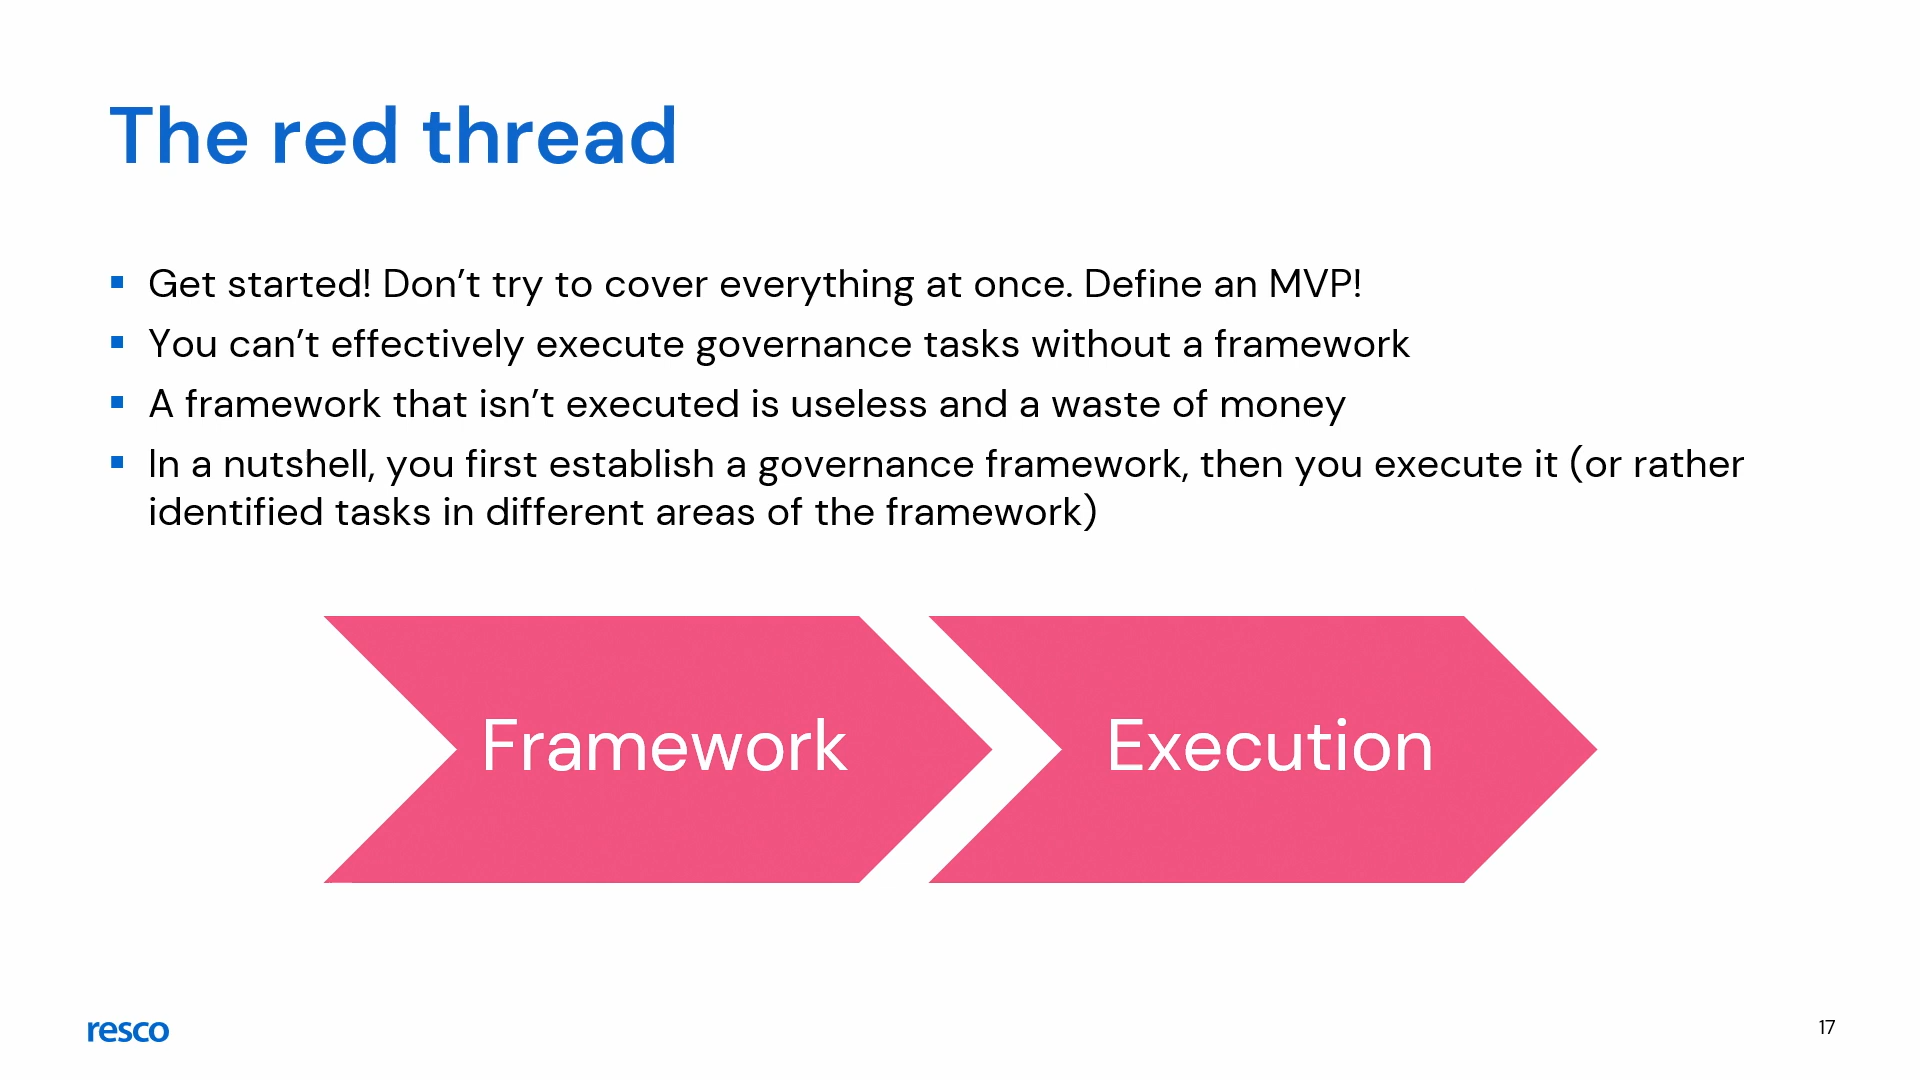 The red thread
Get started! Don’t try to cover everything at once. Define an MVP!
You can’t effectively execute governance tasks without a framework
A framework that isn’t executed is useless and a waste of money
In a nutshell, you first establish a governance framework, then you execute it (or rather
identified tasks in different areas of the framework)
Framework
Execution
resco
17